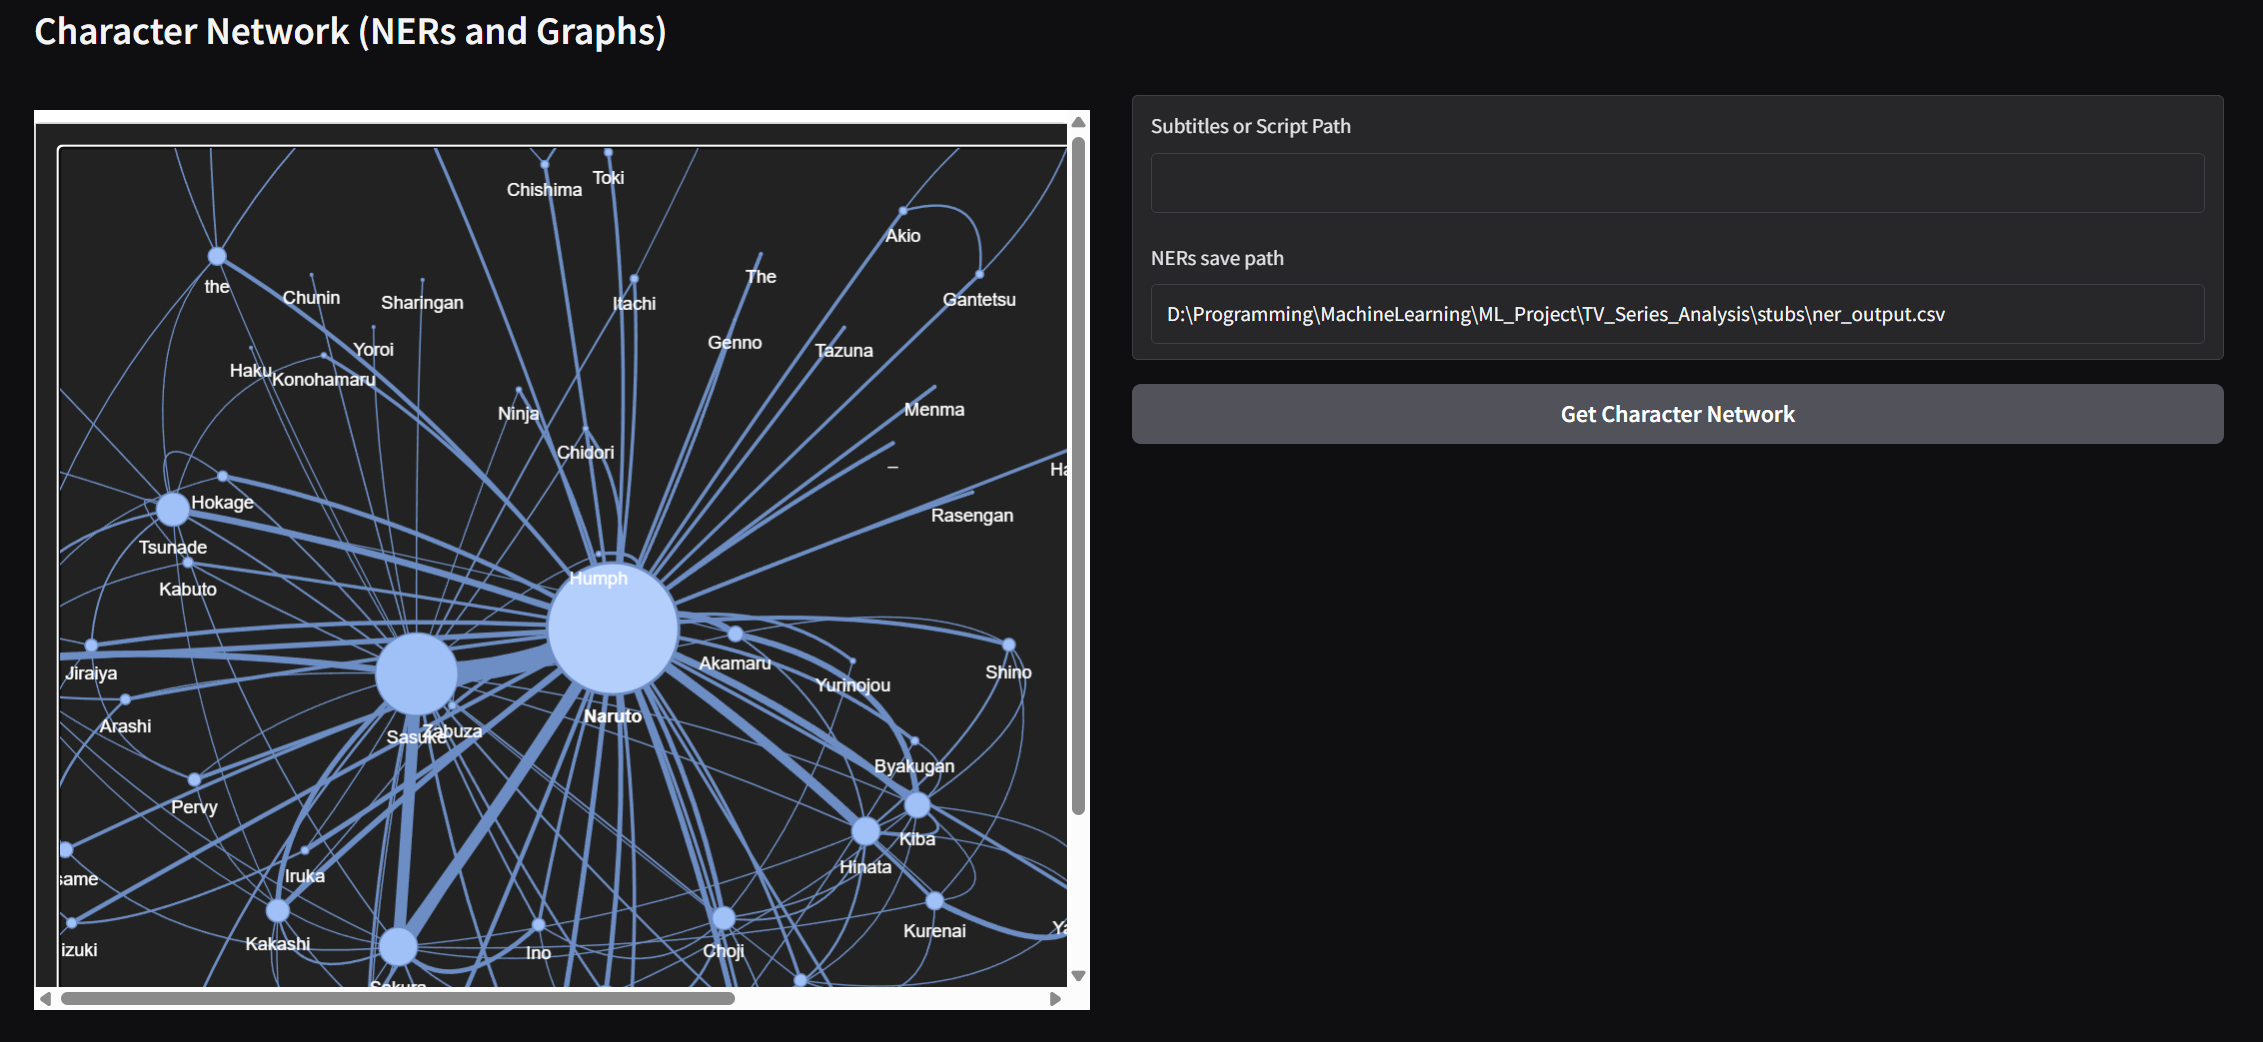 Character Network (NERs and Graphs)
Chishima
Toki
Akio
The
the
Chunin
Sharingan
Itachi
Gantetsu
Genno
Yoroi
Tazuna
Haku
Konohamaru
Ninja
Menma
Chidori
_
Ha
Hokage
Rasengan
Tsunade
Humph
Kabuto
Jiraiya
Akamaru
Yurinojou
Shino
Arashi
Naruto
Sasuke
Zabuza
Byakugan
Pervy
Kiba
Hinata
same
Iruka
Kurenai
Ya
izuki
Kakashi
Ino
Choji
Sakura
Subtitles or Script Path
NERs save path
D:\Programming\MachineLearning\ML_Project\TV_Series_Analysis\stubs\ner_output.csv
Get Character Network